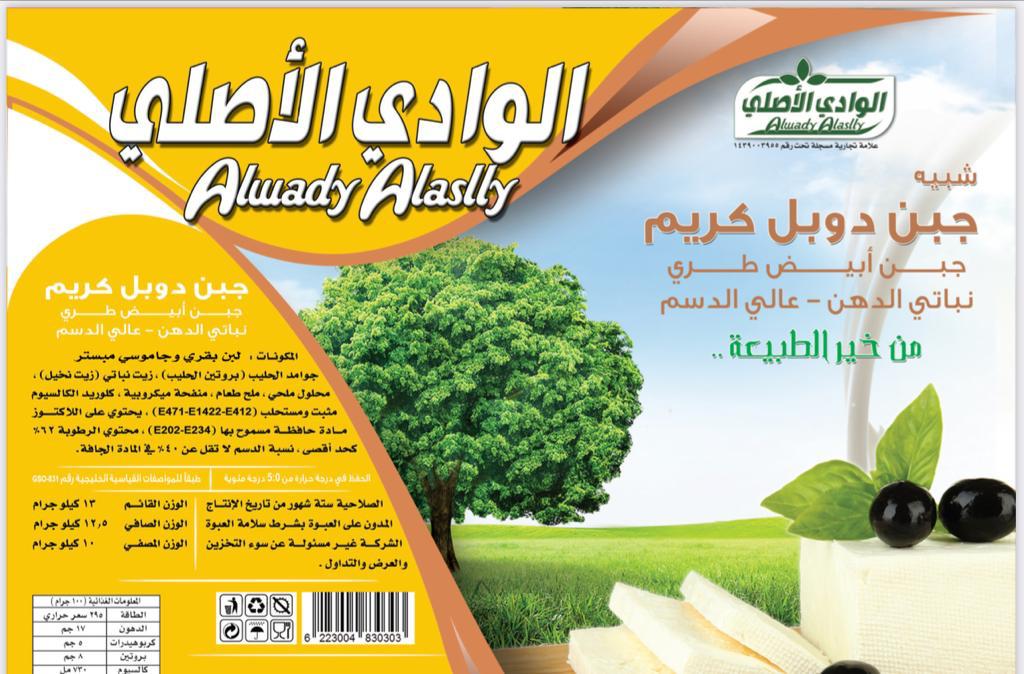 الوادي الأصلي
Alwady Alaslly
الوادي الأصلي
Alwady Alaslly
علامة تجارية مسجلة تحت رقم ١٤٣٩٠٠٣٩٥٥
شبيه
جبن دوبل كريم
جبن أبيض طري
نباتي الدهن - عالي الدسم
من خير الطبيعة ..
جبن دوبل كريم
جبن أبيض طري
نباتي الدهن - عالي الدسم
المكونات : لبن بقري وجاموسي مبستر
جوامد الحليب (بروتين الحليب) ، زيت نباتي (زيت نخيل) ،
محلول ملحي ، ملح طعام ، منفحة ميكروبية ، كلوريد الكالسيوم
مثبت ومستحلب (E471-E1422-E412) ، يحتوي على اللاكتوز
مادة حافظة مسموح بها (E202-E234) ، محتوي الرطوبة ٦٢٪
كحد أقصى ، نسبة الدسم لا تقل عن ٤٠٪ في المادة الجافة .
الحفظ في درجة حرارة من 5:0 درجة مئوية | طبقاً للمواصفات القياسية الخليجية رقم GSO-831
الصلاحية ستة شهور من تاريخ الإنتاج
المدون على العبوة بشرط سلامة العبوة
الشركة غير مسئولة عن سوء التخزين
والعرض والتداول .
الوزن القائم ١٣ كيلو جرام
الوزن الصافي ١٢,٥ كيلو جرام
الوزن المصفي ١٠ كيلو جرام
6 223004 830303
المعلومات الغذائية (١٠٠ جرام)
الطاقة ٢٩٥ سعر حراري
الدهون ١٧ جم
كربوهيدرات ٥ جم
بروتين ٨ جم
كالسيوم ٧٣٠ مل